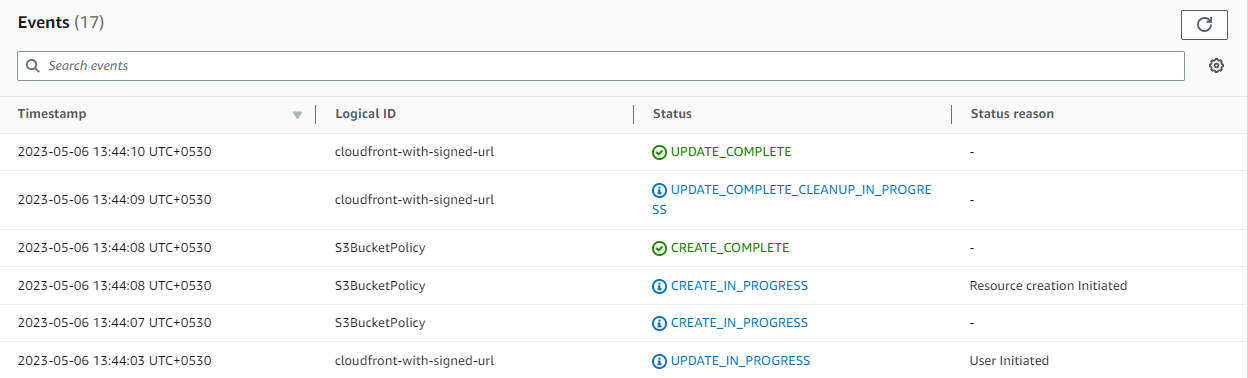 Events (17)
Search events
Timestamp Logical ID Status Status reason
2023-05-06 13:44:10 UTC+0530 cloudfront-with-signed-url UPDATE_COMPLETE -
2023-05-06 13:44:09 UTC+0530 cloudfront-with-signed-url UPDATE_COMPLETE_CLEANUP_IN_PROGRE
SS -
2023-05-06 13:44:08 UTC+0530 S3BucketPolicy CREATE_COMPLETE -
2023-05-06 13:44:08 UTC+0530 S3BucketPolicy CREATE_IN_PROGRESS Resource creation Initiated
2023-05-06 13:44:07 UTC+0530 S3BucketPolicy CREATE_IN_PROGRESS -
2023-05-06 13:44:03 UTC+0530 cloudfront-with-signed-url UPDATE_IN_PROGRESS User Initiated